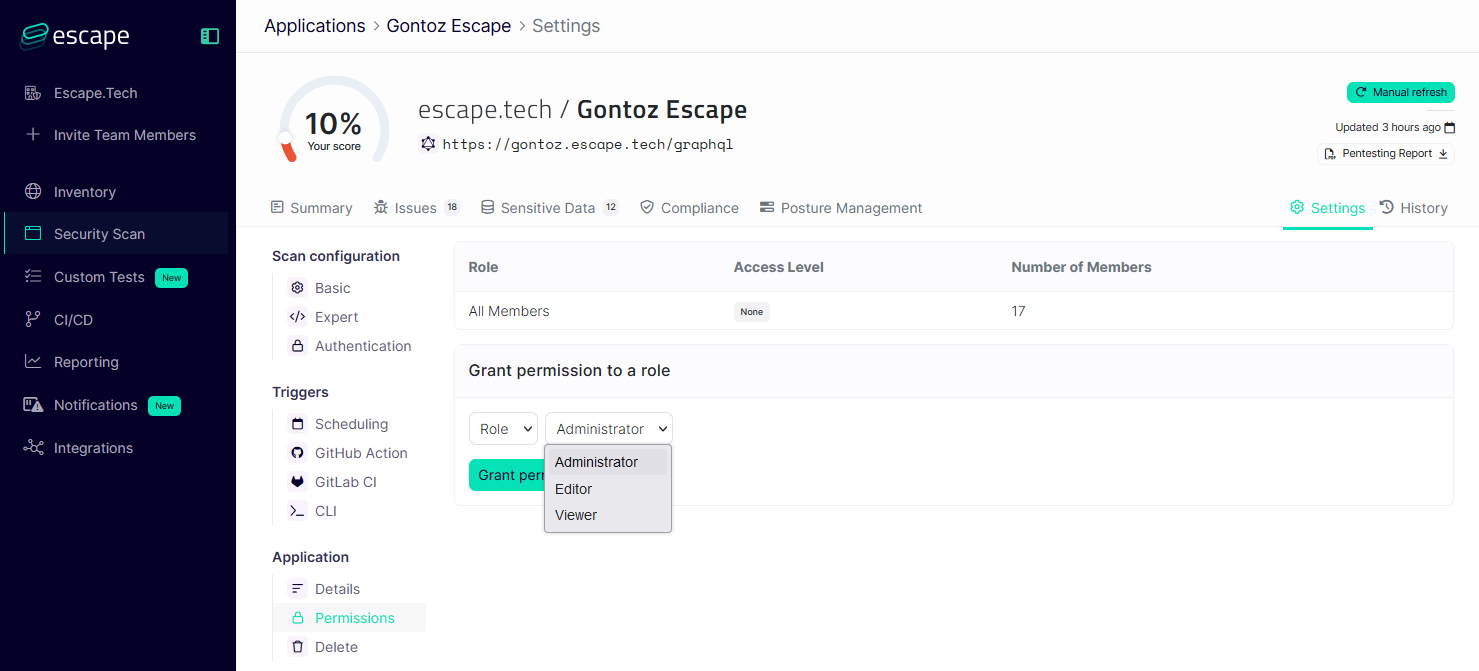 escape
Escape.Tech
Invite Team Members
Inventory
Security Scan
Custom Tests New
CI/CD
Reporting
Notifications New
Integrations
Applications > Gontoz Escape > Settings
10%
Your score
escape.tech / Gontoz Escape
https://gontoz.escape.tech/graphql
Manual refresh
Updated 3 hours ago
Pentesting Report
Summary
Issues 18
Sensitive Data 12
Compliance
Posture Management
Settings
History
Scan configuration
Basic
Expert
Authentication
Triggers
Scheduling
GitHub Action
GitLab CI
CLI
Application
Details
Permissions
Delete
Role Access Level Number of Members
All Members None 17
Grant permission to a role
Role Administrator
Grant perm
Administrator
Editor
Viewer